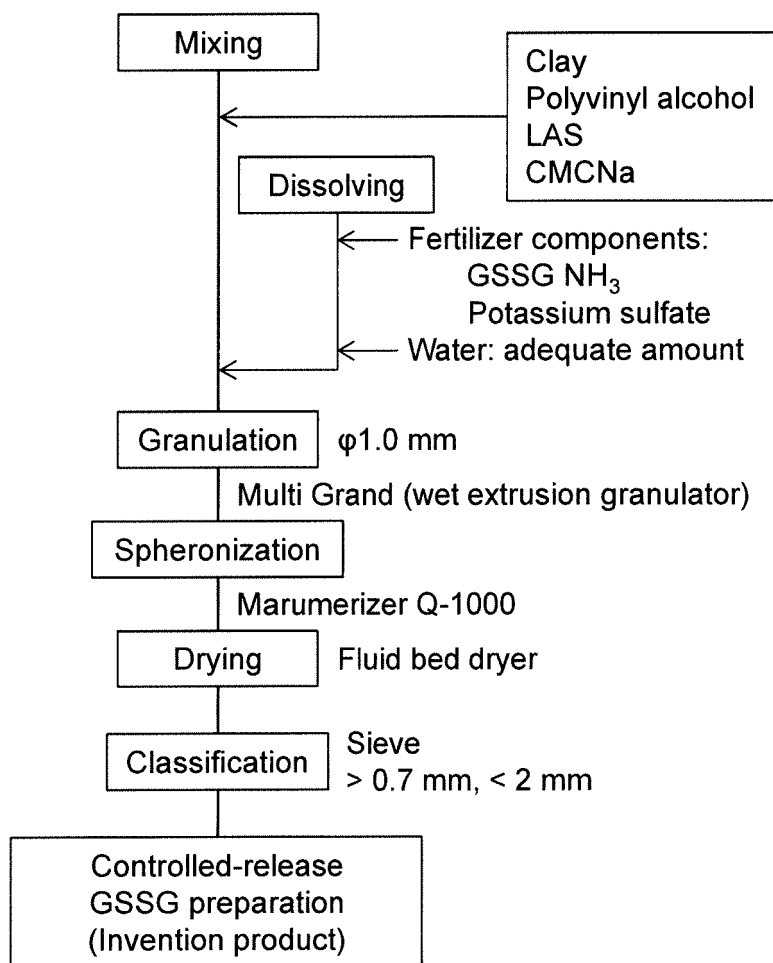 Mixing
Clay
Polyvinyl alcohol
LAS
CMCNa
Dissolving
Fertilizer components:
GSSG NH₃
Potassium sulfate
Water: adequate amount
Granulation φ1.0 mm
Multi Grand (wet extrusion granulator)
Spheronization
Marumerizer Q-1000
Drying Fluid bed dryer
Classification
Sieve
> 0.7 mm, < 2 mm
Controlled-release
GSSG preparation
(Invention product)